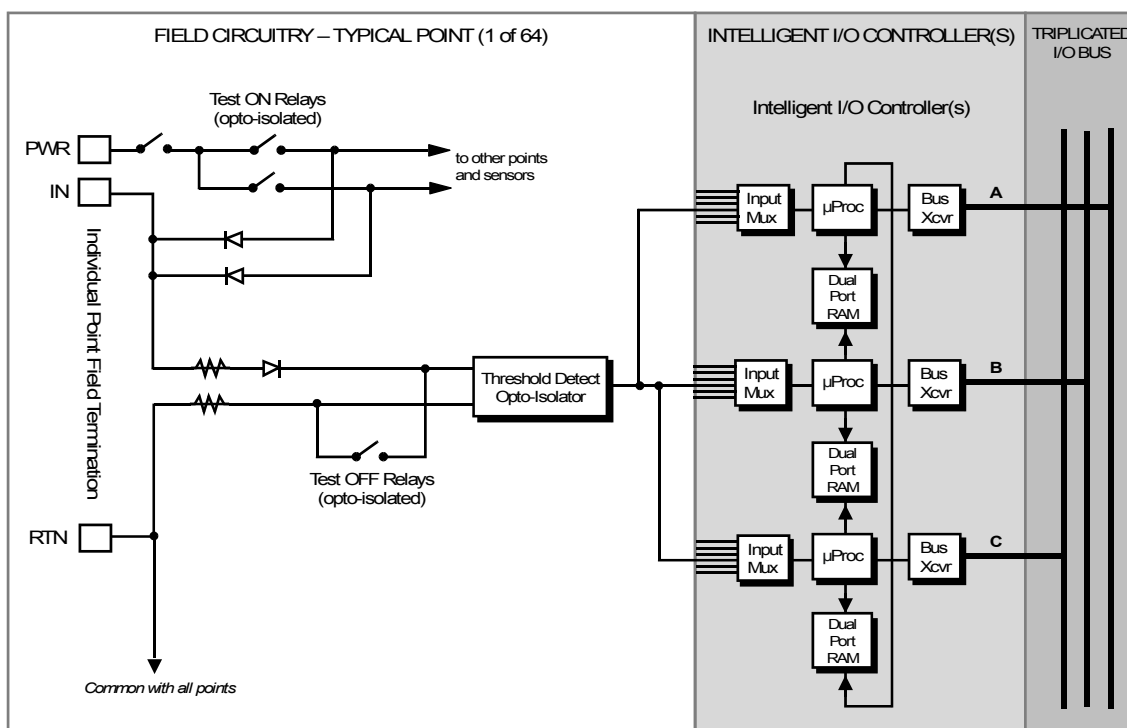 FIELD CIRCUITRY – TYPICAL POINT (1 of 64)
INTELLIGENT I/O CONTROLLER(S)
TRIPLICATED
I/O BUS
Test ON Relays
(opto-isolated)
Intelligent I/O Controller(s)
PWR
to other points
and sensors
IN
Individual Point Field Termination
Input
Mux
µProc
Bus
Xcvr
A
Dual
Port
RAM
Threshold Detect
Opto-Isolator
Input
Mux
µProc
Bus
Xcvr
B
Test OFF Relays
(opto-isolated)
Dual
Port
RAM
RTN
Input
Mux
µProc
Bus
Xcvr
C
Dual
Port
RAM
Common with all points